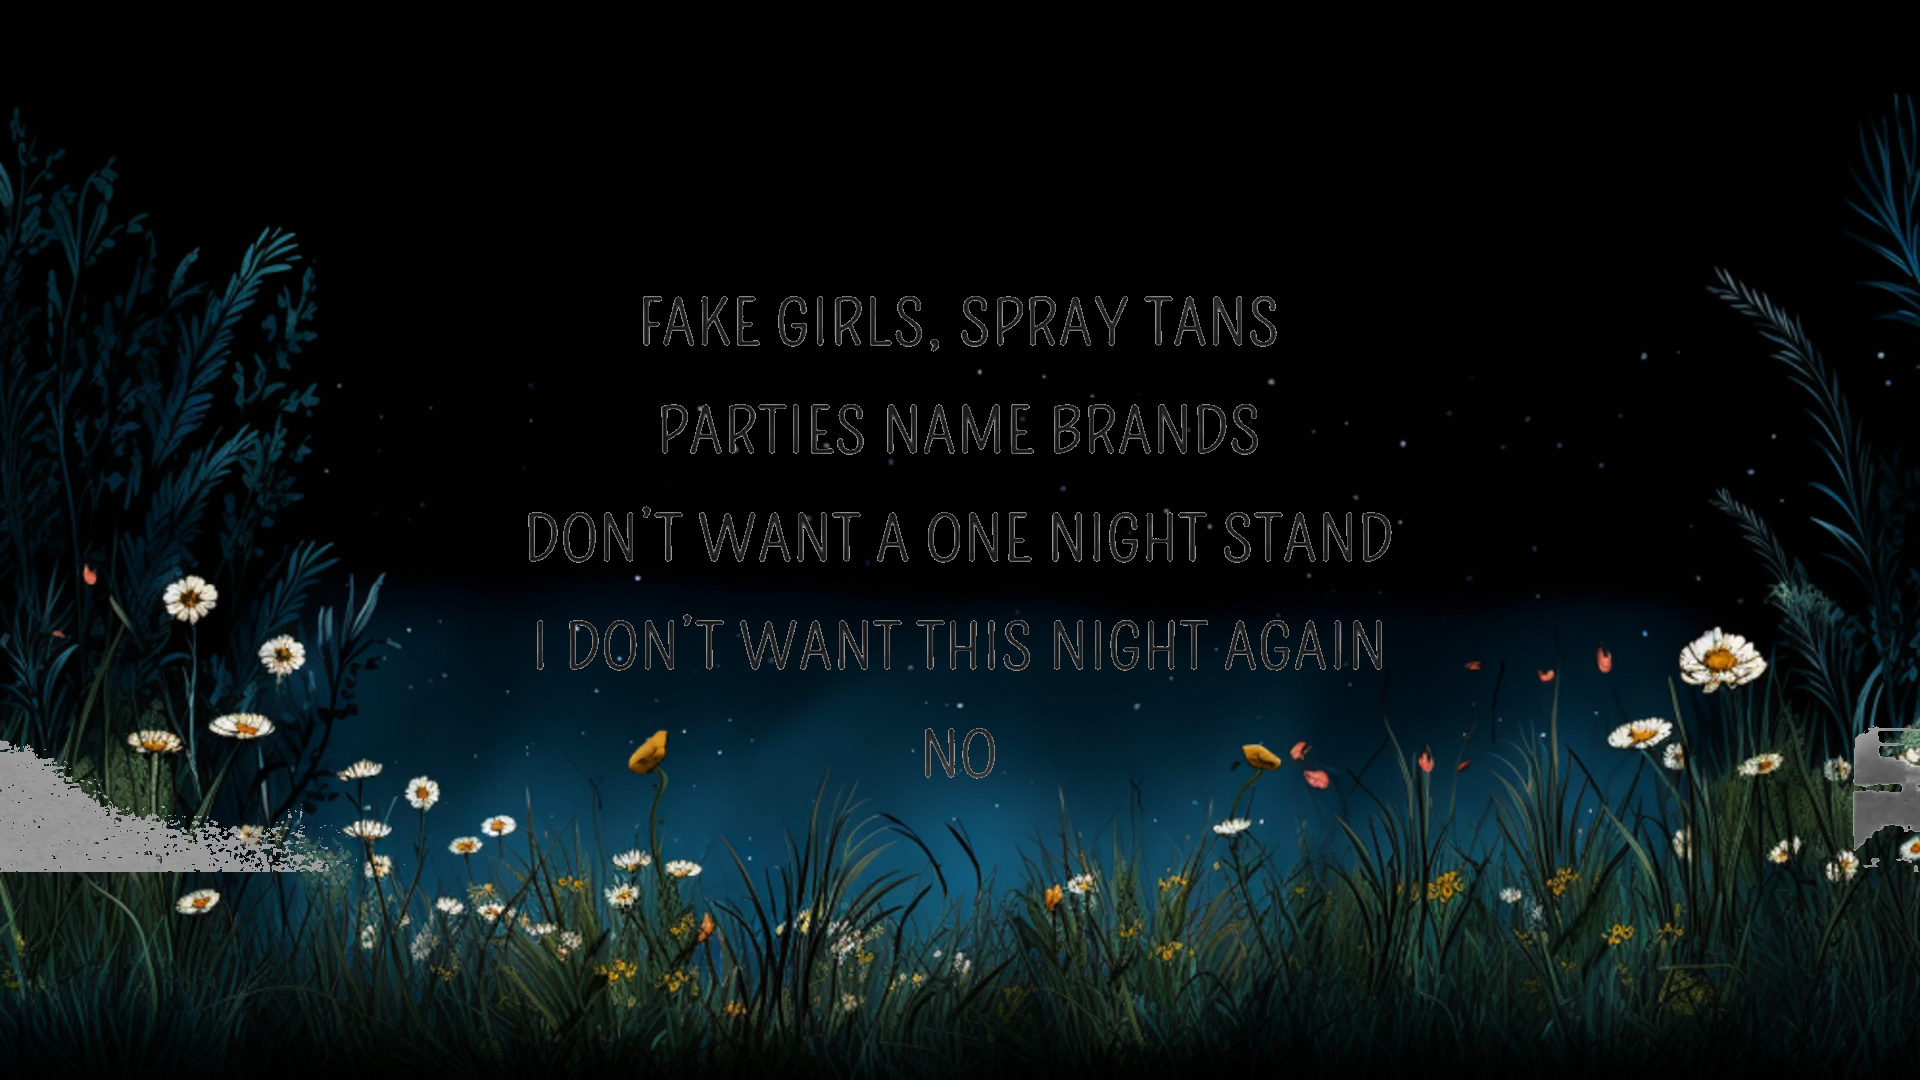 FAKE GIRLS, SPRAY TANS
PARTIES NAME BRANDS
DON'T WANT A ONE NIGHT STAND
I DON'T WANT THIS NIGHT AGAIN
NO